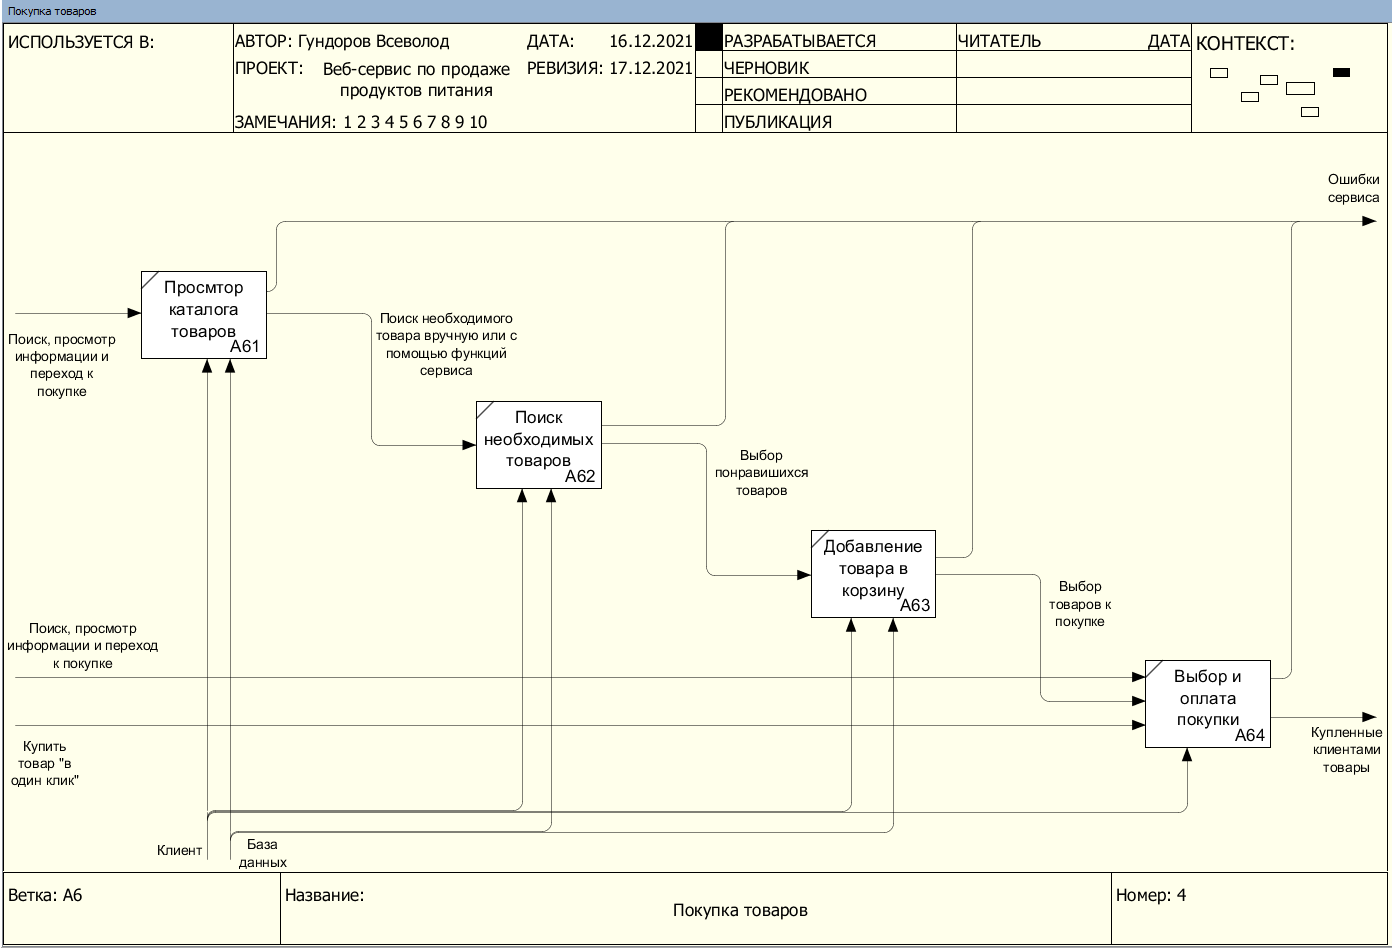 Покупка товаров
ИСПОЛЬЗУЕТСЯ В:
АВТОР: Гундоров Всеволод
ДАТА: 16.12.2021
ПРОЕКТ: Веб-сервис по продаже
продуктов питания
РЕВИЗИЯ: 17.12.2021
ЗАМЕЧАНИЯ: 1 2 3 4 5 6 7 8 9 10
РАЗРАБАТЫВАЕТСЯ
ЧЕРНОВИК
РЕКОМЕНДОВАНО
ПУБЛИКАЦИЯ
ЧИТАТЕЛЬ
ДАТА
КОНТЕКСТ:
Ошибки
сервиса
Просмтор
каталога
товаров
A61
Поиск, просмотр
информации и
переход к
покупке
Поиск необходимого
товара вручную или с
помощью функций
сервиса
Поиск
необходимых
товаров
A62
Выбор
понравишихся
товаров
Добавление
товара в
корзину
A63
Выбор
товаров к
покупке
Поиск, просмотр
информации и переход
к покупке
Выбор и
оплата
покупки
A64
Купить
товар "в
один клик"
Купленные
клиентами
товары
Клиент
База
данных
Ветка: A6
Название:
Покупка товаров
Номер: 4